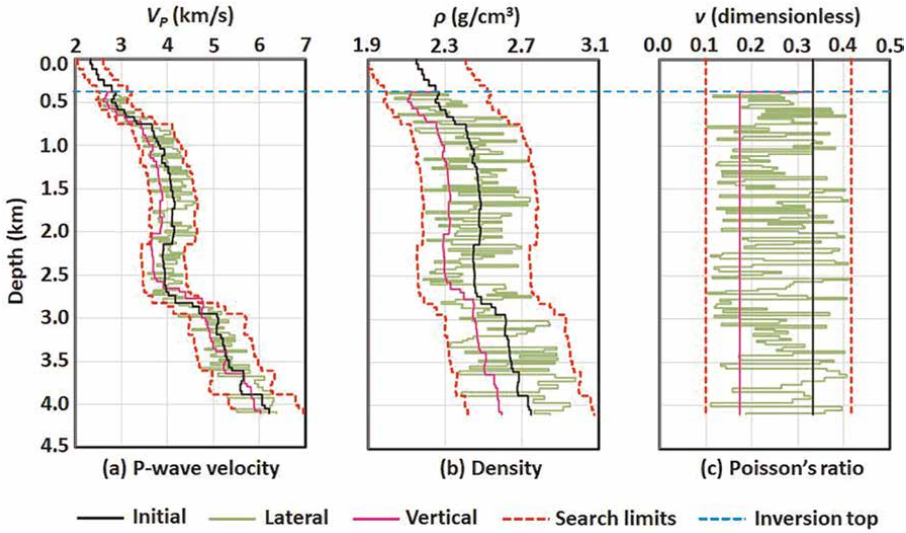 V_P (km/s)
2 3 4 5 6 7
ρ (g/cm³)
1.9 2.3 2.7 3.1
ν (dimensionless)
0.0 0.1 0.2 0.3 0.4 0.5
Depth (km)
0.0
0.5
1.0
1.5
2.0
2.5
3.0
3.5
4.0
4.5
(a) P-wave velocity
(b) Density
(c) Poisson's ratio
Initial Lateral Vertical Search limits Inversion top